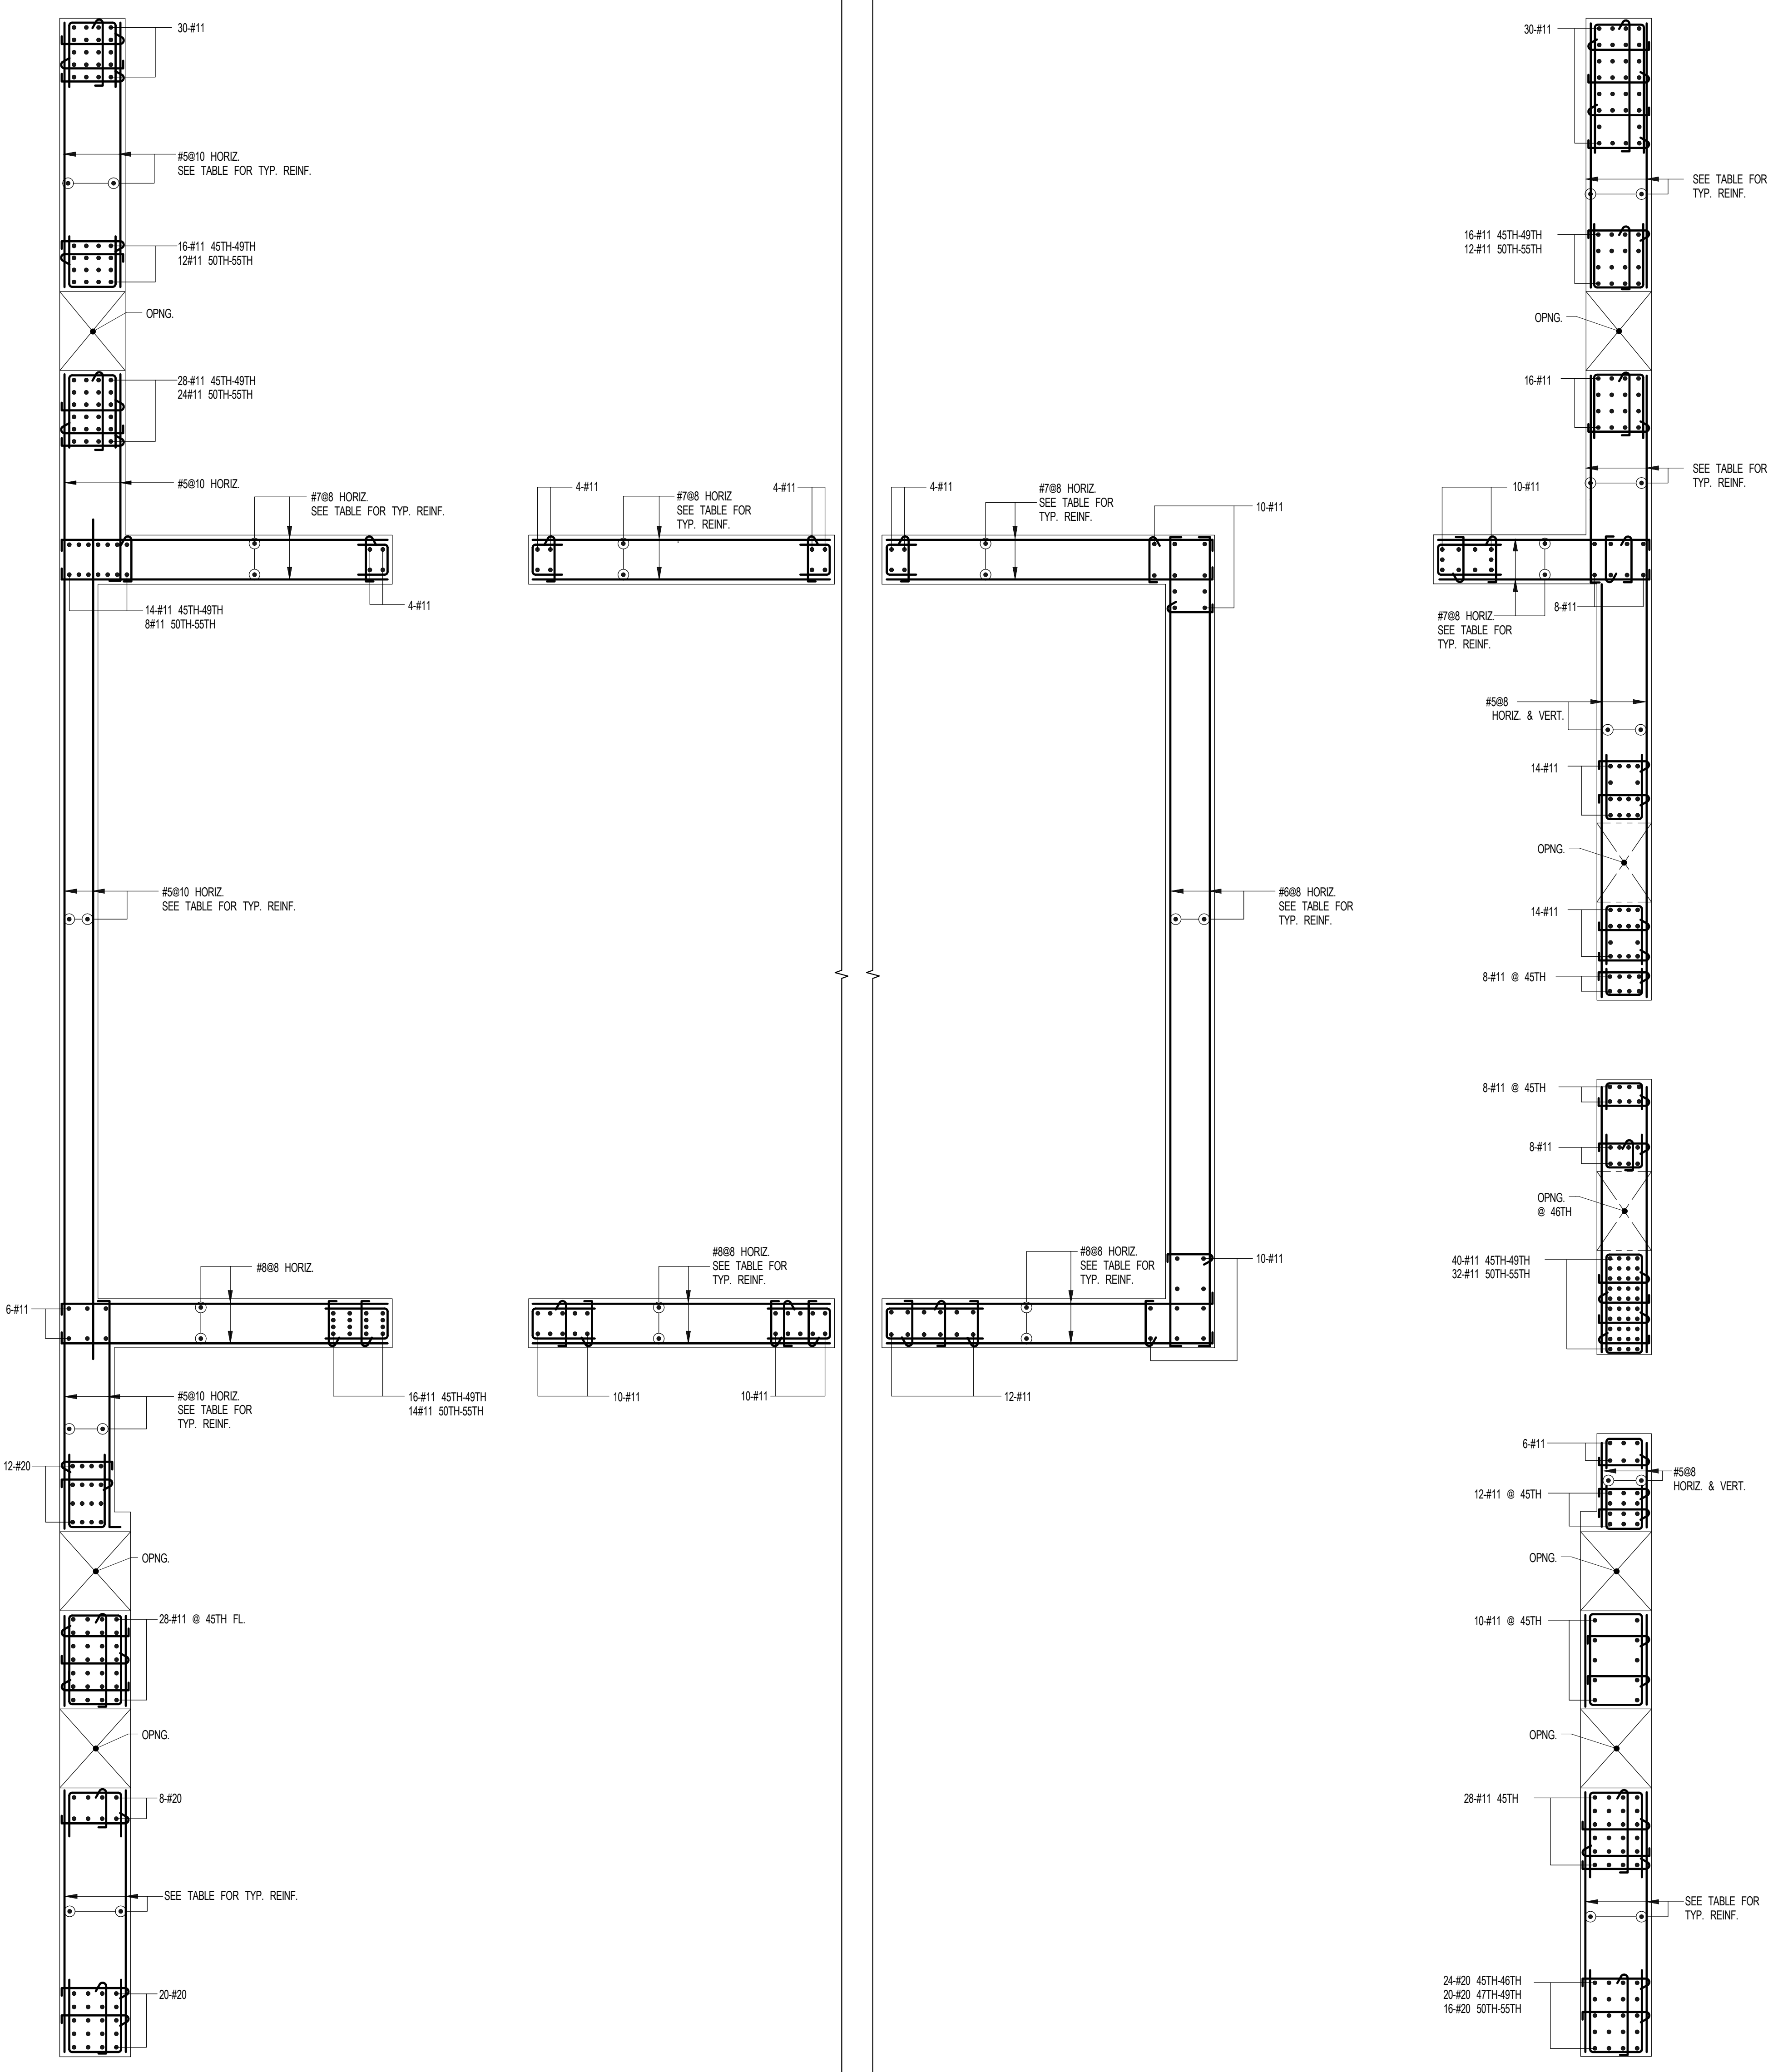 30-#11
#5@10 HORIZ.
SEE TABLE FOR TYP. REINF.
16-#11 45TH-49TH
12#11 50TH-55TH
OPNG.
28-#11 45TH-49TH
24#11 50TH-55TH
#5@10 HORIZ.
#7@8 HORIZ.
SEE TABLE FOR TYP. REINF.
14-#11 45TH-49TH
8#11 50TH-55TH
4-#11
#5@10 HORIZ.
SEE TABLE FOR TYP. REINF.
#8@8 HORIZ.
6-#11
#5@10 HORIZ.
SEE TABLE FOR
TYP. REINF.
16-#11 45TH-49TH
14#11 50TH-55TH
12-#20
OPNG.
28-#11 @ 45TH FL.
OPNG.
8-#20
SEE TABLE FOR TYP. REINF.
20-#20
4-#11
#7@8 HORIZ
SEE TABLE FOR
TYP. REINF.
4-#11
#8@8 HORIZ.
SEE TABLE FOR
TYP. REINF.
10-#11
10-#11
4-#11
#7@8 HORIZ.
SEE TABLE FOR
TYP. REINF.
10-#11
#6@8 HORIZ.
SEE TABLE FOR
TYP. REINF.
#8@8 HORIZ.
SEE TABLE FOR
TYP. REINF.
10-#11
12-#11
30-#11
SEE TABLE FOR
TYP. REINF.
16-#11 45TH-49TH
12-#11 50TH-55TH
OPNG.
16-#11
SEE TABLE FOR
TYP. REINF.
10-#11
8-#11
#7@8 HORIZ.
SEE TABLE FOR
TYP. REINF.
#5@8
HORIZ. & VERT.
14-#11
OPNG.
14-#11
8-#11 @ 45TH
8-#11 @ 45TH
8-#11
OPNG.
@ 46TH
40-#11 45TH-49TH
32-#11 50TH-55TH
6-#11
#5@8
HORIZ. & VERT.
12-#11 @ 45TH
OPNG.
10-#11 @ 45TH
OPNG.
28-#11 45TH
SEE TABLE FOR
TYP. REINF.
24-#20 45TH-46TH
20-#20 47TH-49TH
16-#20 50TH-55TH